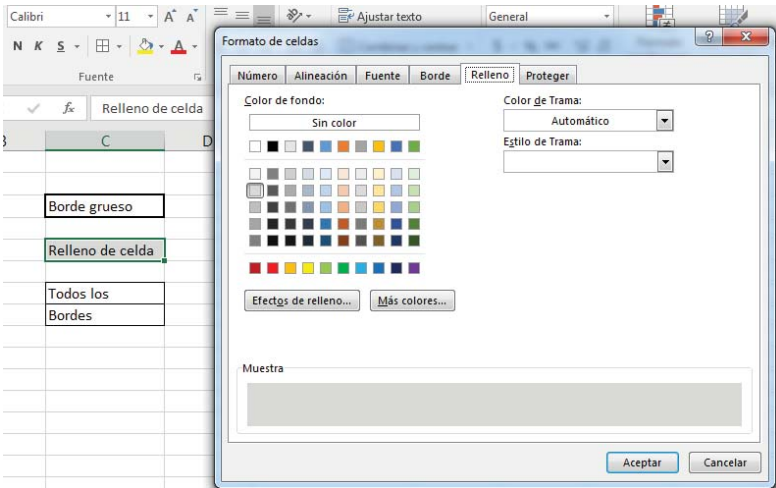 Calibri 11 A A Ajustar texto General
N K S A
Fuente
fx Relleno de celda
C D
Borde grueso
Relleno de celda
Todos los
Bordes
Formato de celdas
Número Alineación Fuente Borde Relleno Proteger
Color de fondo:
Sin color
Color de Trama:
Automático
Estilo de Trama:
Efectos de relleno... Más colores...
Muestra
Aceptar Cancelar